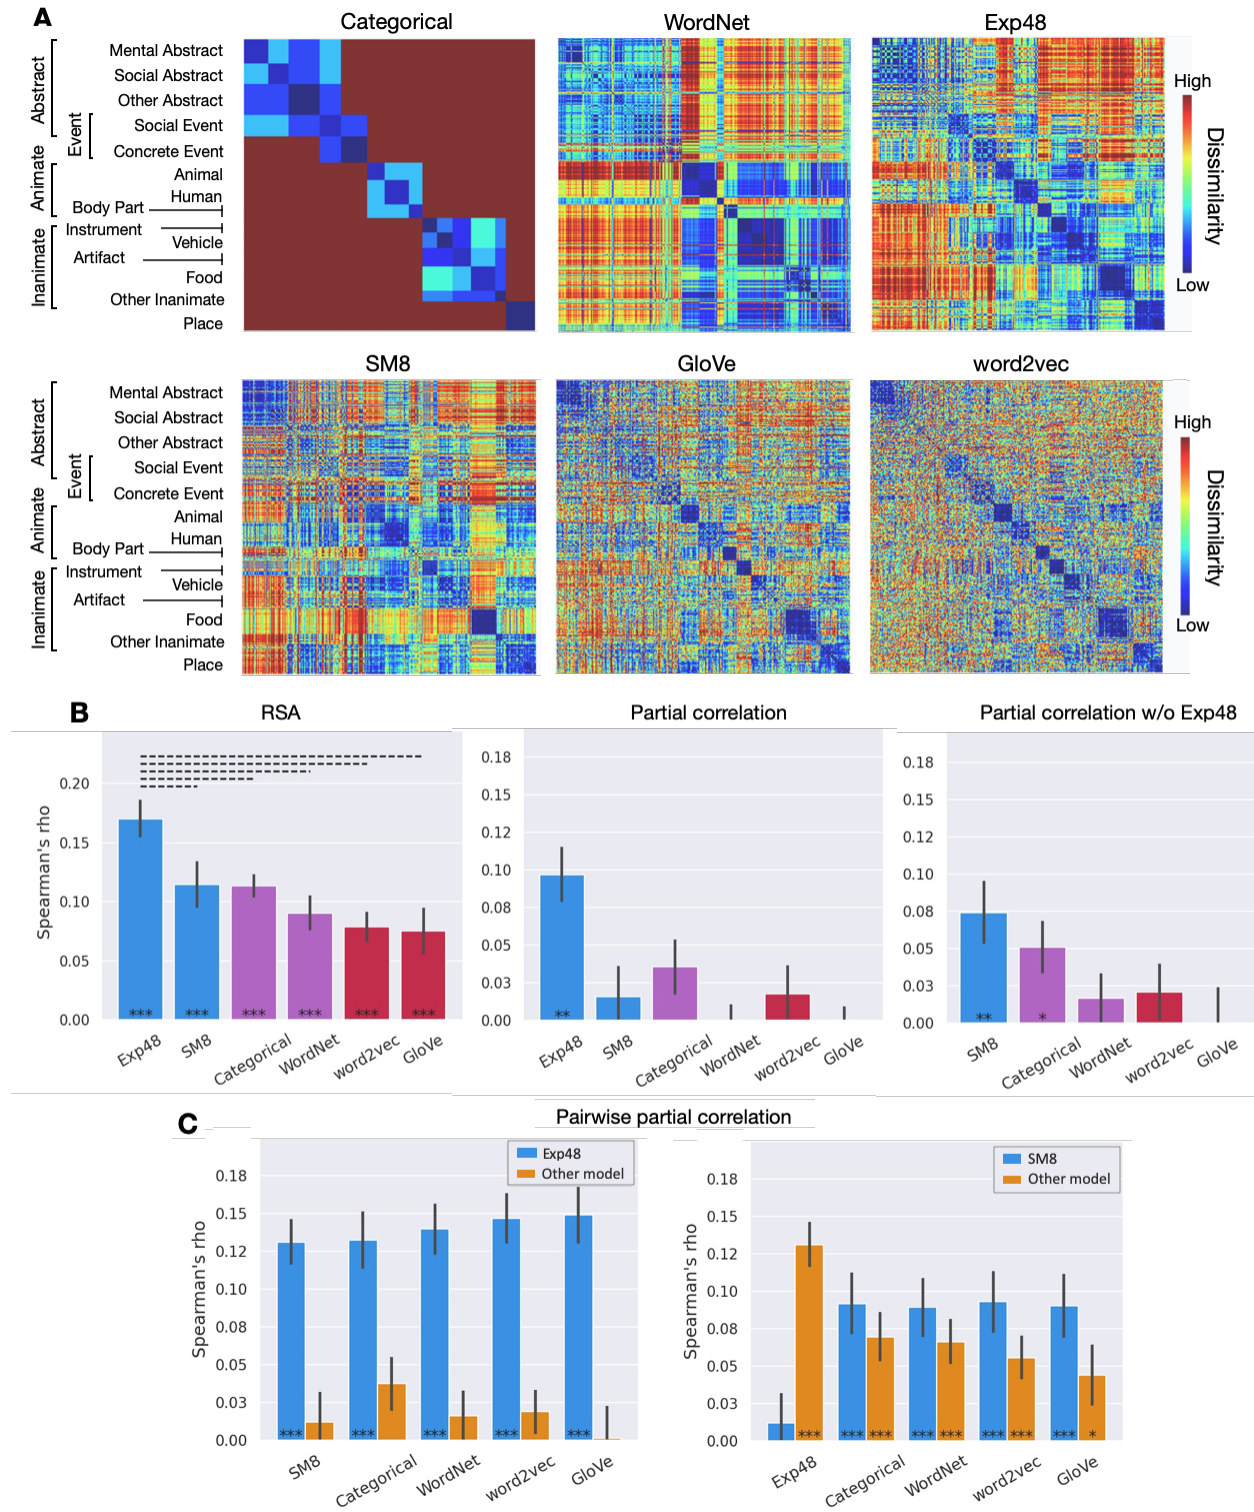 A
Categorical
WordNet
Exp48
Abstract
Event
Animate
Inanimate
Mental Abstract
Social Abstract
Other Abstract
Social Event
Concrete Event
Animal
Human
Body Part
Instrument
Vehicle
Artifact
Food
Other Inanimate
Place
High
Dissimilarity
Low
SM8
GloVe
word2vec
Abstract
Event
Animate
Inanimate
Mental Abstract
Social Abstract
Other Abstract
Social Event
Concrete Event
Animal
Human
Body Part
Instrument
Vehicle
Artifact
Food
Other Inanimate
Place
High
Dissimilarity
Low
B
RSA
Spearman's rho
0.20
0.15
0.10
0.05
0.00
*** *** *** *** *** ***
Exp48 SM8 Categorical WordNet word2vec GloVe
Partial correlation
0.18
0.15
0.12
0.10
0.08
0.05
0.03
0.00
**
Exp48 SM8 Categorical WordNet word2vec GloVe
Partial correlation w/o Exp48
0.18
0.15
0.12
0.10
0.08
0.05
0.03
0.00
** *
SM8 Categorical WordNet word2vec GloVe
C
Pairwise partial correlation
Exp48
Other model
Spearman's rho
0.18
0.15
0.12
0.10
0.08
0.05
0.03
0.00
*** *** *** *** ***
SM8 Categorical WordNet word2vec GloVe
SM8
Other model
Spearman's rho
0.18
0.15
0.12
0.10
0.08
0.05
0.03
0.00
*** *** *** *** *** *** *** *** *
Exp48 Categorical WordNet word2vec GloVe